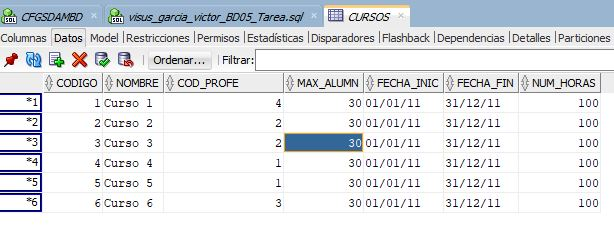 CFGSDAMBD visus_garcia_victor_BD05_Tarea.sql CURSOS
Columnas Datos Model Restricciones Permisos Estadísticas Disparadores Flashback Dependencias Detalles Particiones
Ordenar... Filtrar:
CODIGO NOMBRE COD_PROFE MAX_ALUMN FECHA_INIC FECHA_FIN NUM_HORAS
*1 1 Curso 1 4 30 01/01/11 31/12/11 100
*2 2 Curso 2 2 30 01/01/11 31/12/11 100
*3 3 Curso 3 2 30 01/01/11 31/12/11 100
*4 4 Curso 4 1 30 01/01/11 31/12/11 100
*5 5 Curso 5 1 30 01/01/11 31/12/11 100
*6 6 Curso 6 3 30 01/01/11 31/12/11 100